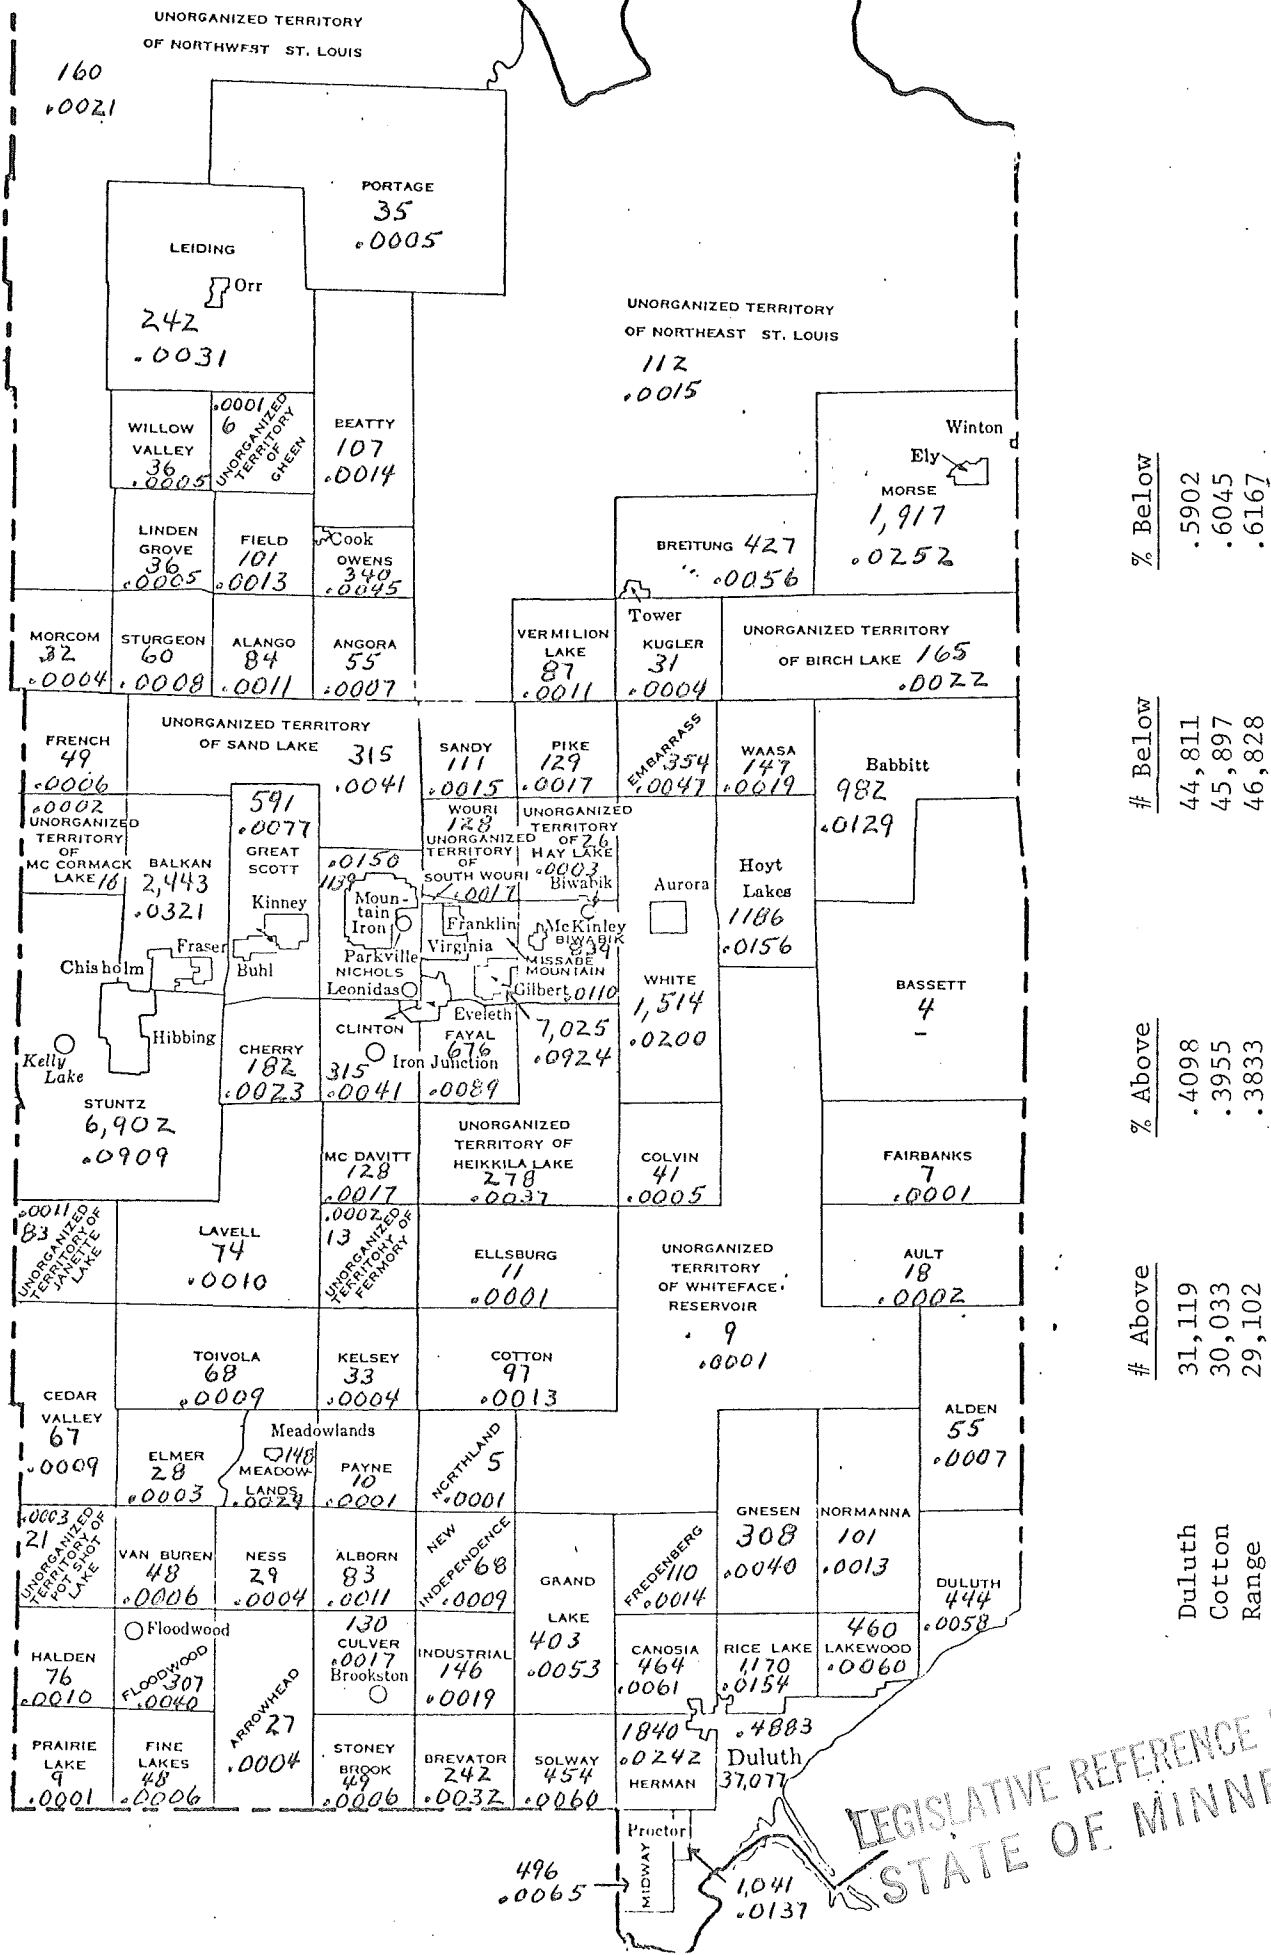 UNORGANIZED TERRITORY
OF NORTHWEST ST. LOUIS
160
.0021
PORTAGE
35
.0005
LEIDING
Orr
242
.0031
UNORGANIZED TERRITORY
OF NORTHEAST ST. LOUIS
112
.0015
WILLOW
VALLEY
36
.0005
.0001
6
UNORGANIZED
TERRITORY
OF
GHEEN
BEATTY
107
.0014
Winton
Ely
MORSE
1,917
.0252
LINDEN
GROVE
36
.0005
FIELD
101
.0013
Cook
OWENS
340
.0045
BREITUNG 427
.0056
Tower
MORCOM
32
.0004
STURGEON
60
.0008
ALANGO
84
.0011
ANGORA
55
.0007
VERMILION
LAKE
87
.0011
KUGLER
31
.0004
UNORGANIZED TERRITORY
OF BIRCH LAKE 165
.0022
FRENCH
49
.0006
UNORGANIZED TERRITORY
OF SAND LAKE 315
.0041
SANDY
111
.0015
PIKE
129
.0017
EMBARRASS
354
.0047
WAASA
147
.0019
Babbitt
982
.0129
.0002
UNORGANIZED
TERRITORY
OF
MC CORMACK
LAKE 16
BALKAN
2,443
.0321
591
.0077
GREAT
SCOTT
Kinney
Buhl
Fraser
Chisholm
.0150
1139
Moun-
tain
Iron
Parkville
NICHOLS
Leonidas
WOURI
128
UNORGANIZED
TERRITORY
OF
SOUTH WOURI
.0017
UNORGANIZED
TERRITORY
OF 26
HAY LAKE
.0003
Biwabik
Franklin
Virginia
McKinley
BIWABIK
834
MISSABE
MOUNTAIN
Gilbert .0110
Eveleth
Aurora
WHITE
1,514
.0200
Hoyt
Lakes
1186
.0156
BASSETT
4
-
Hibbing
Kelly
Lake
STUNTZ
6,902
.0909
CHERRY
182
.0023
CLINTON
315
.0041
Iron Junction
FAYAL
676
.0089
7,025
.0924
MC DAVITT
128
.0017
UNORGANIZED
TERRITORY OF
HEIKKILA LAKE
278
.0037
COLVIN
41
.0005
FAIRBANKS
7
.0001
.0011
83
UNORGANIZED
TERRITORY OF
JANETTE
LAKE
LAVELL
74
.0010
.0002
13
UNORGANIZED
TERRITORY OF
FERMORY
ELLSBURG
11
.0001
UNORGANIZED
TERRITORY
OF WHITEFACE
RESERVOIR
9
.0001
AULT
18
.0002
TOIVOLA
68
.0009
KELSEY
33
.0004
COTTON
97
.0013
CEDAR
VALLEY
67
.0009
ELMER
28
.0003
Meadowlands
148
MEADOW-
LANDS
.0024
PAYNE
10
.0001
NORTHLAND
5
.0001
ALDEN
55
.0007
.0003
21
UNORGANIZED
TERRITORY OF
POT SHOT
LAKE
VAN BUREN
48
.0006
NESS
29
.0004
ALBORN
83
.0011
NEW
INDEPENDENCE
68
.0009
GRAND
LAKE
403
.0053
FREDENBERG
110
.0014
GNESEN
308
.0040
NORMANNA
101
.0013
DULUTH
444
.0058
HALDEN
76
.0010
Floodwood
FLOODWOOD
307
.0040
ARROWHEAD
27
.0004
130
CULVER
.0017
Brookston
INDUSTRIAL
146
.0019
CANOSIA
464
.0061
RICE LAKE
1170
.0154
460
LAKEWOOD
.0060
PRAIRIE
LAKE
9
.0001
FINE
LAKES
48
.0006
STONEY
BROOK
49
.0006
BREVATOR
242
.0032
SOLWAY
454
.0060
1840
.0242
HERMAN
.4883
Duluth
37,077
Proctor
MIDWAY
496
.0065
1,041
.0137
LEGISLATIVE REFERENCE
STATE OF MINNE
# Above % Above # Below % Below
Duluth 31,119 .4098 44,811 .5902
Cotton 30,033 .3955 45,897 .6045
Range 29,102 .3833 46,828 .6167